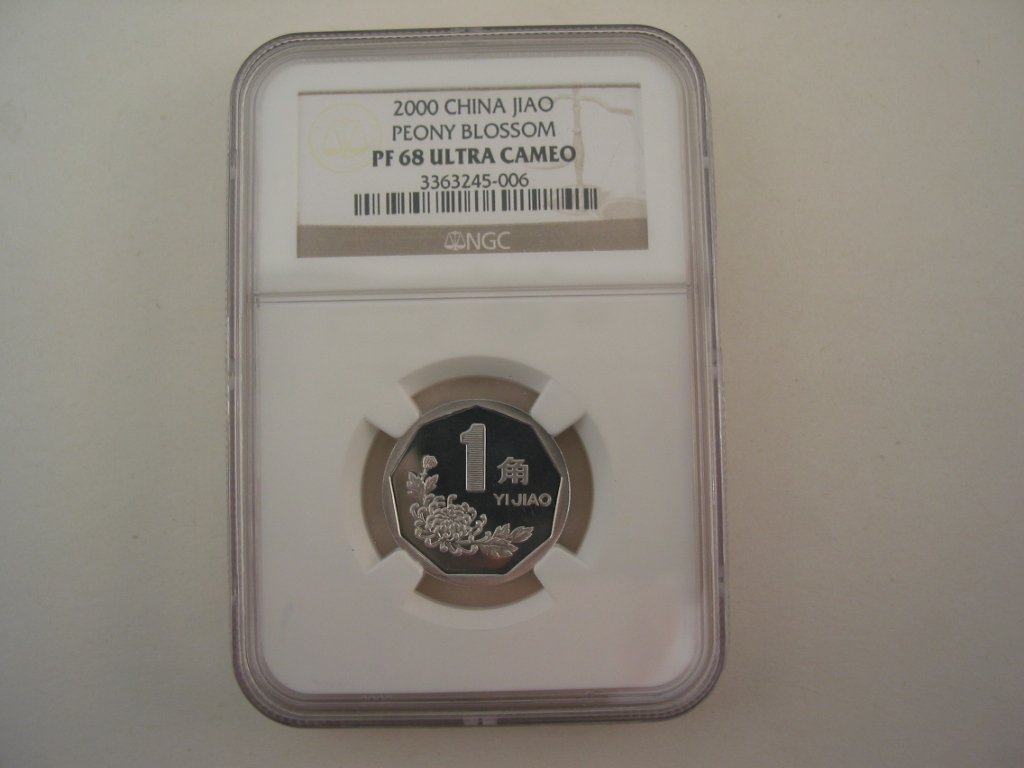 2000 CHINA JIAO
PEONY BLOSSOM
PF 68 ULTRA CAMEO
3363245-006
NGC
1
角
YI JIAO